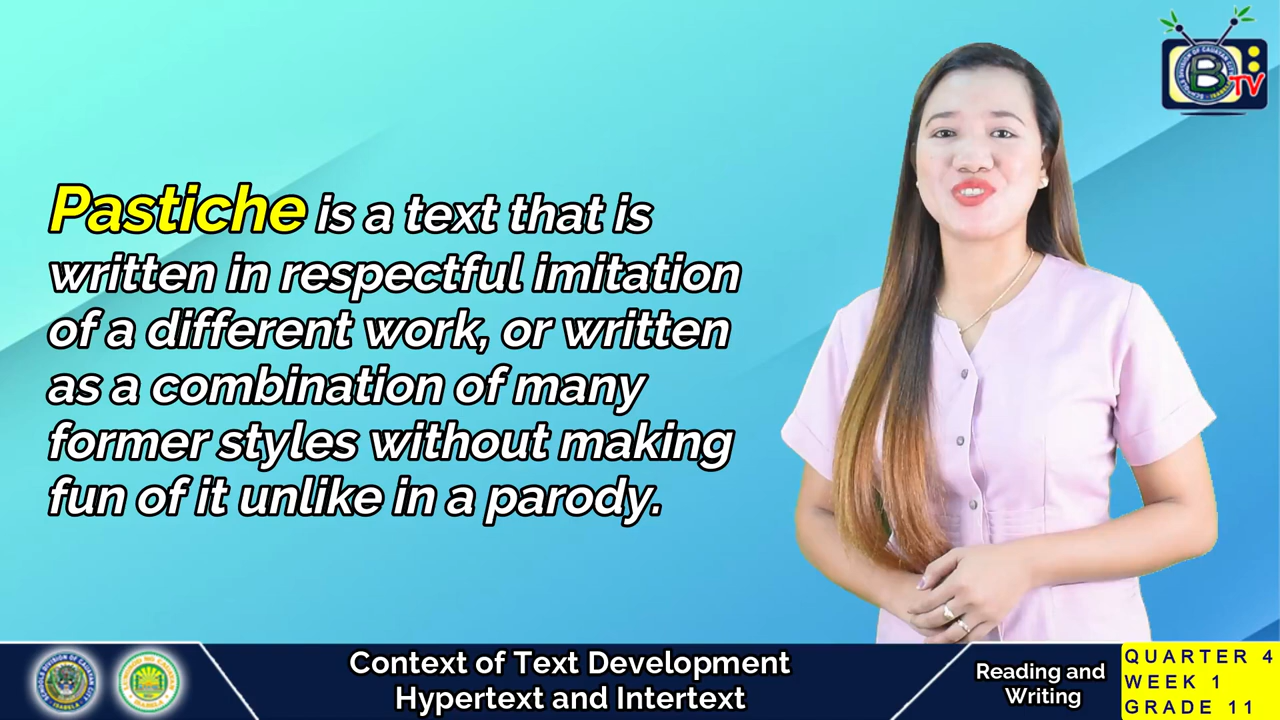 B
TV
Pastiche is a text that is
written in respectful imitation
of a different work, or written
as a combination of many
former styles without making
fun of it unlike in a parody.
Context of Text Development
Hypertext and Intertext
Reading and
Writing
QUARTER 4
WEEK 1
GRADE 11